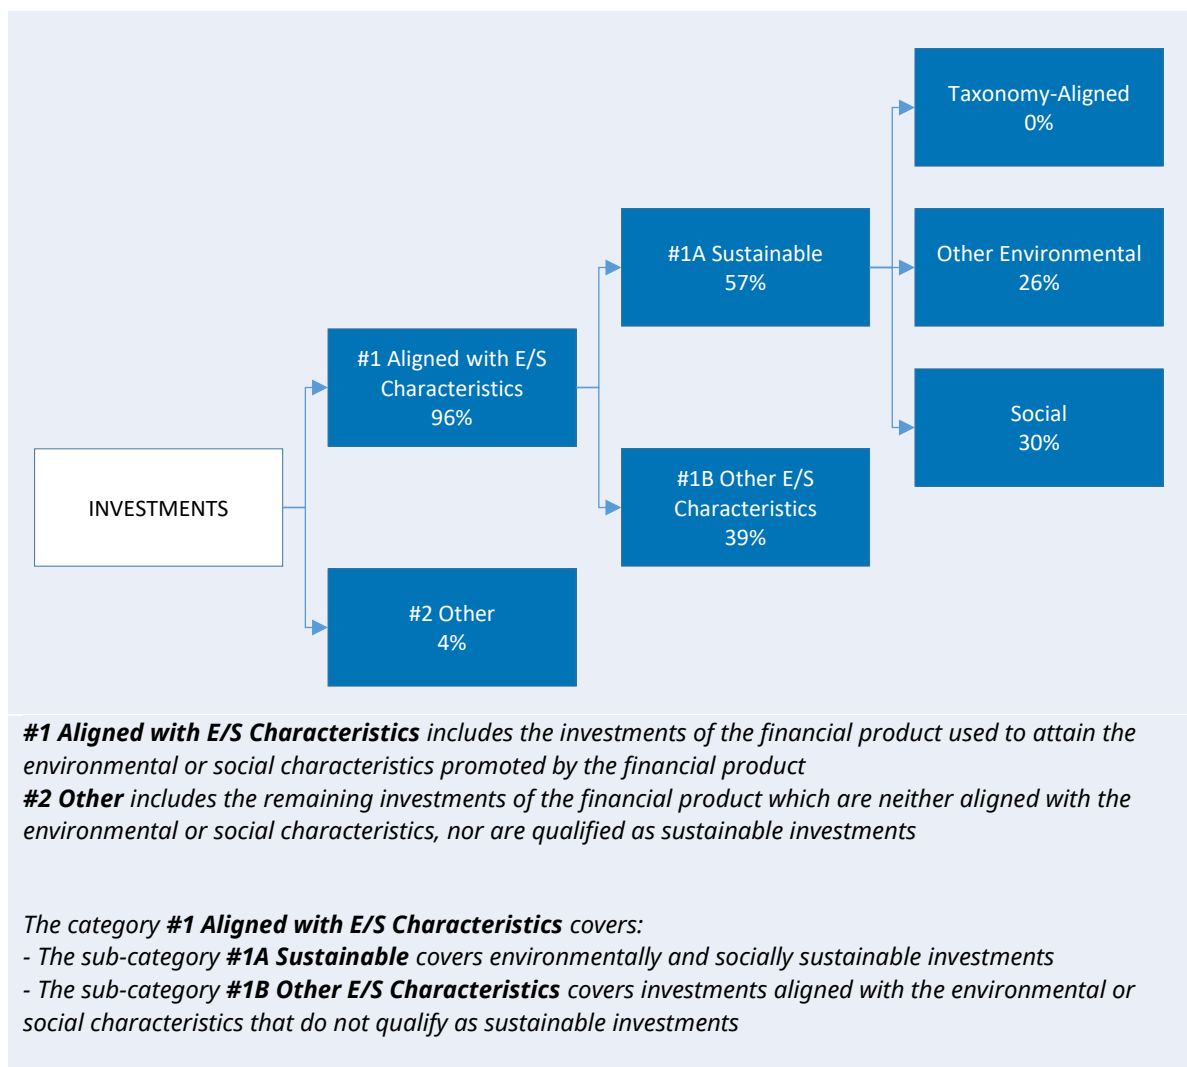 Taxonomy-Aligned
0%
#1A Sustainable
57%
Other Environmental
26%
#1 Aligned with E/S
Characteristics
96%
Social
30%
INVESTMENTS
#1B Other E/S
Characteristics
39%
#2 Other
4%
#1 Aligned with E/S Characteristics includes the investments of the financial product used to attain the
environmental or social characteristics promoted by the financial product
#2 Other includes the remaining investments of the financial product which are neither aligned with the
environmental or social characteristics, nor are qualified as sustainable investments
The category #1 Aligned with E/S Characteristics covers:
- The sub-category #1A Sustainable covers environmentally and socially sustainable investments
- The sub-category #1B Other E/S Characteristics covers investments aligned with the environmental or
social characteristics that do not qualify as sustainable investments